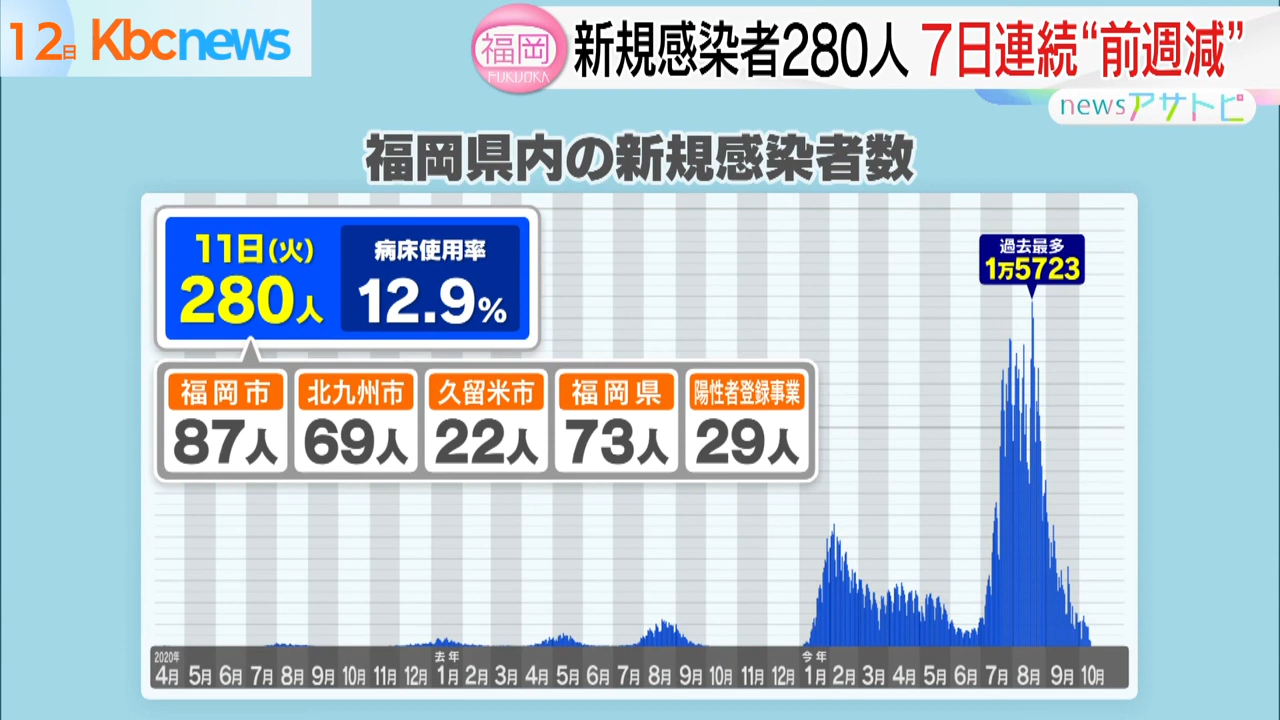 12日 Kbcnews
福岡
FUKUOKA
新規感染者280人 7日連続“前週減”
newsアサトピ
福岡県内の新規感染者数
11日(火)
280人
病床使用率
12.9%
過去最多
1万5723
福岡市 北九州市 久留米市 福岡県 陽性者登録事業
87人 69人 22人 73人 29人
2020年 去年 今年
4月 5月 6月 7月 8月 9月 10月 11月 12月 1月 2月 3月 4月 5月 6月 7月 8月 9月 10月 11月 12月 1月 2月 3月 4月 5月 6月 7月 8月 9月 10月